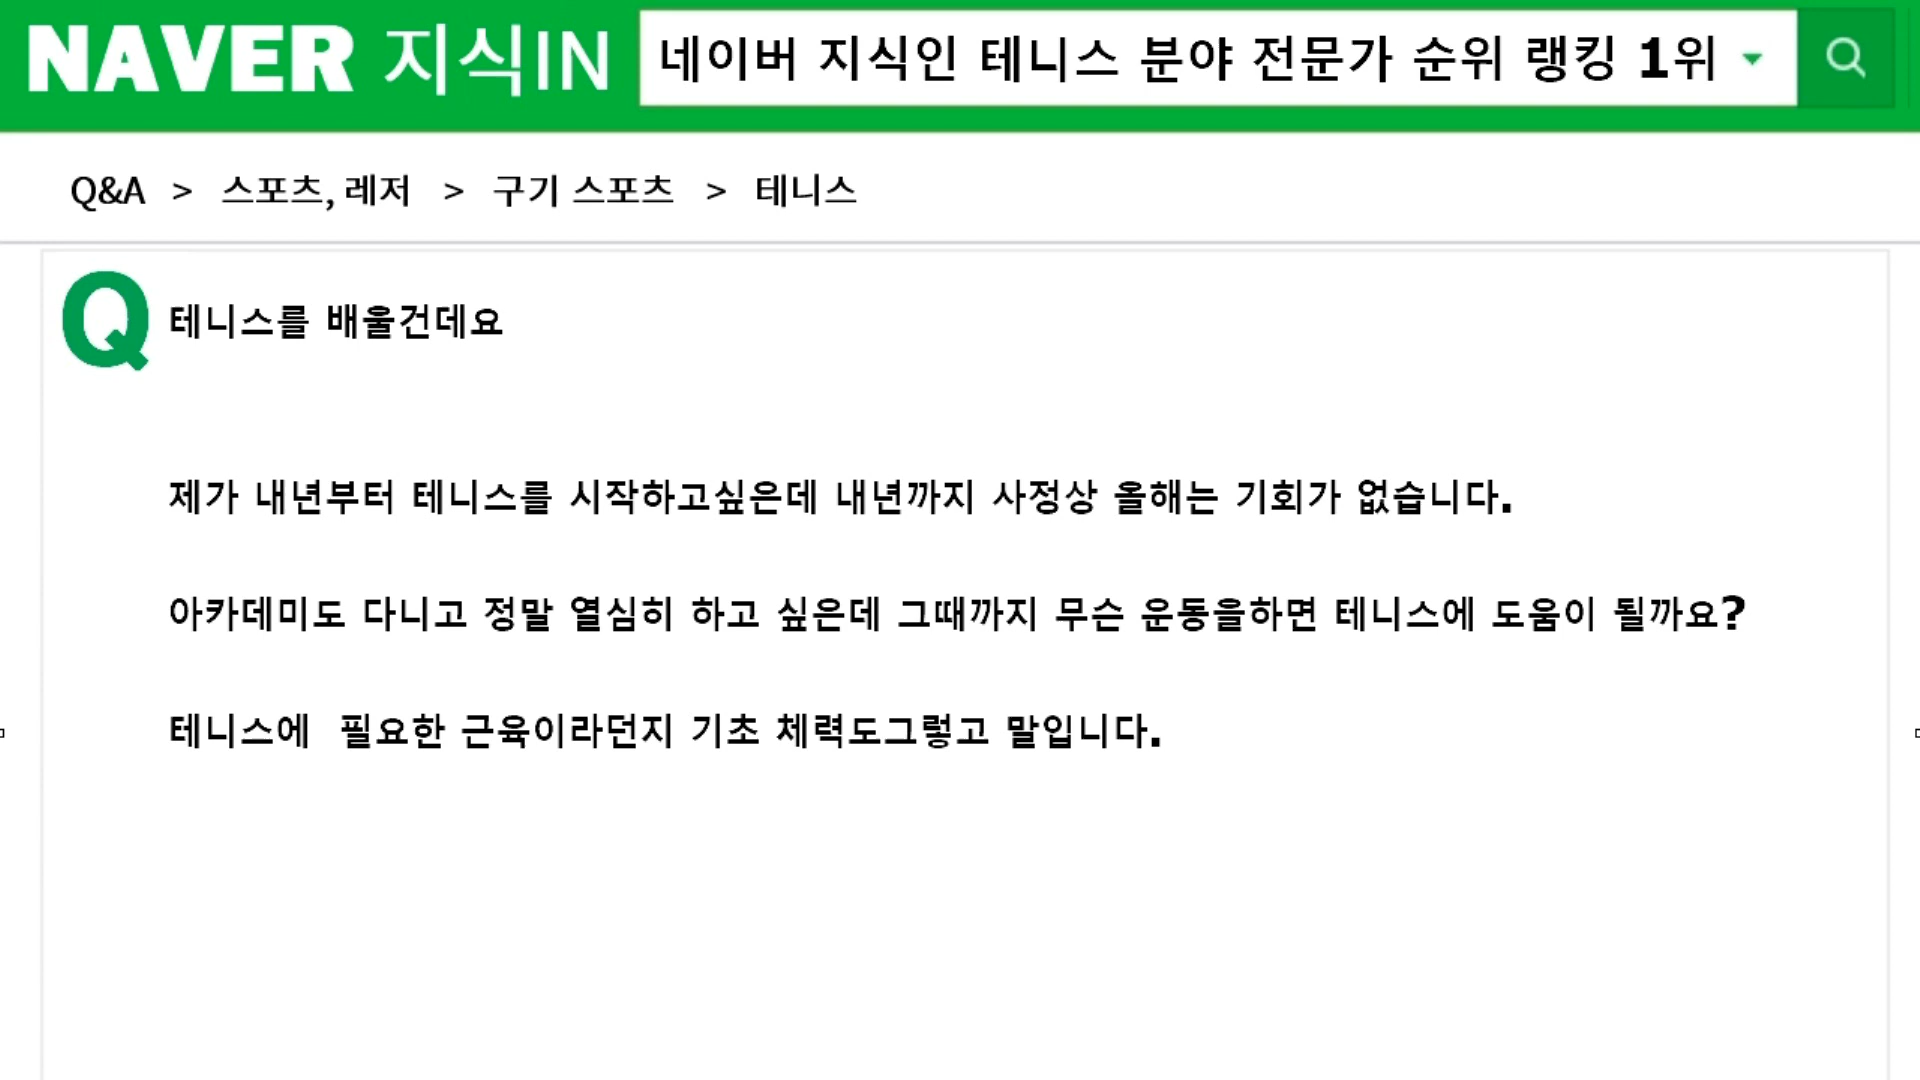 NAVER 지식IN
네이버 지식인 테니스 분야 전문가 순위 랭킹 1위
Q&A > 스포츠, 레저 > 구기 스포츠 > 테니스
Q 테니스를 배울건데요
제가 내년부터 테니스를 시작하고싶은데 내년까지 사정상 올해는 기회가 없습니다.
아카데미도 다니고 정말 열심히 하고 싶은데 그때까지 무슨 운동을하면 테니스에 도움이 될까요?
테니스에 필요한 근육이라던지 기초 체력도그렇고 말입니다.